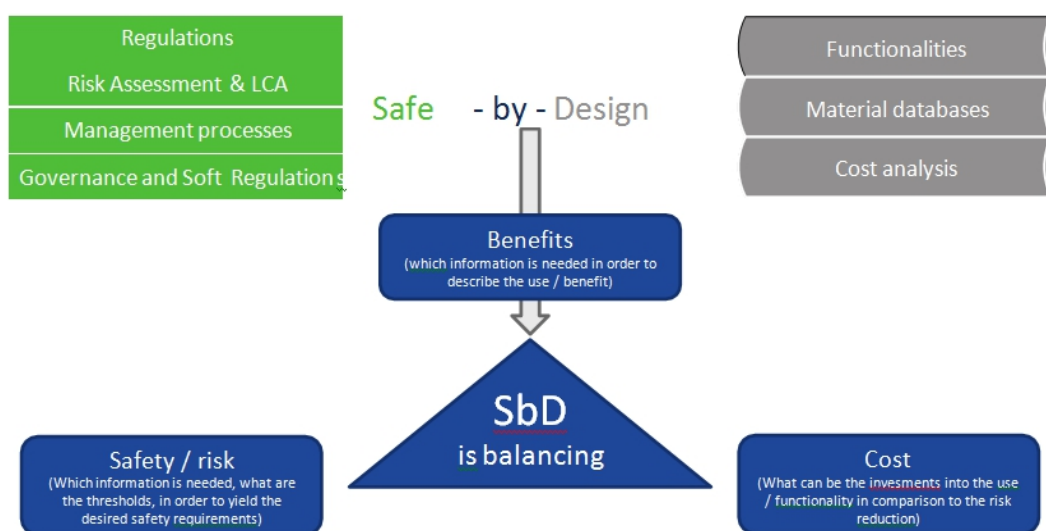 Regulations
Risk Assessment & LCA
Management processes
Governance and Soft Regulations
Safe - by - Design
Functionalities
Material databases
Cost analysis
Benefits
(which information is needed in order to
describe the use / benefit)
SbD
is balancing
Safety / risk
(Which information is needed, what are
the thresholds, in order to yield the
desired safety requirements)
Cost
(What can be the invesments into the use
/ functionality in comparison to the risk
reduction)